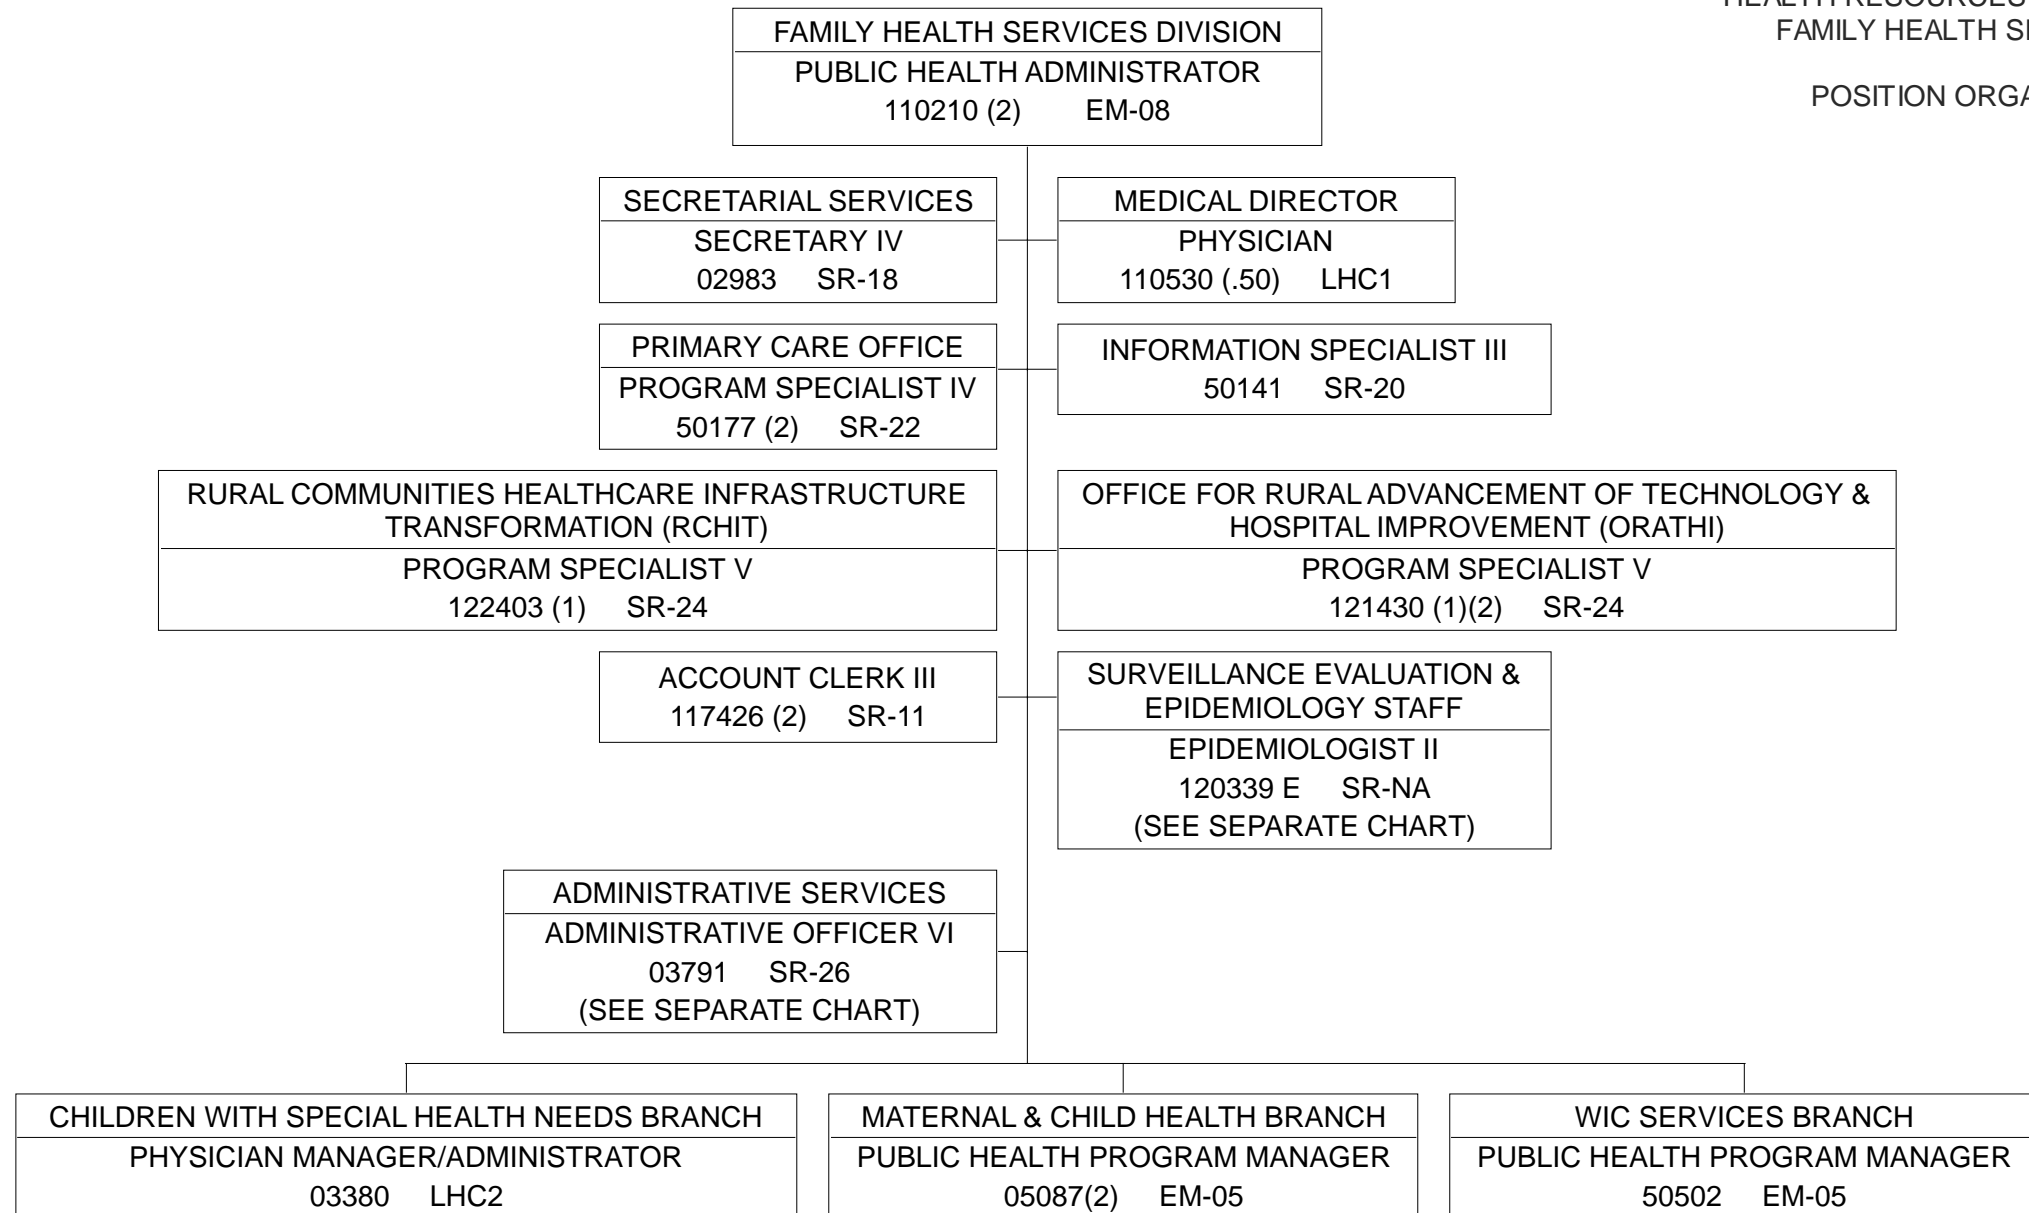 HEALTH RESOURCES
FAMILY HEALTH
POSITION
FAMILY HEALTH SERVICES DIVISION
PUBLIC HEALTH ADMINISTRATOR
110210 (2) EM-08
SECRETARIAL SERVICES
SECRETARY IV
02983 SR-18
MEDICAL DIRECTOR
PHYSICIAN
110530 (.50) LHC1
PRIMARY CARE OFFICE
PROGRAM SPECIALIST IV
50177 (2) SR-22
INFORMATION SPECIALIST III
50141 SR-20
RURAL COMMUNITIES HEALTHCARE INFRASTRUCTURE
TRANSFORMATION (RCHIT)
PROGRAM SPECIALIST V
122403 (1) SR-24
OFFICE FOR RURAL ADVANCEMENT OF TECHNOLOGY &
HOSPITAL IMPROVEMENT (ORATHI)
PROGRAM SPECIALIST V
121430 (1)(2) SR-24
ACCOUNT CLERK III
117426 (2) SR-11
SURVEILLANCE EVALUATION &
EPIDEMIOLOGY STAFF
EPIDEMIOLOGIST II
120339 E SR-NA
(SEE SEPARATE CHART)
ADMINISTRATIVE SERVICES
ADMINISTRATIVE OFFICER VI
03791 SR-26
(SEE SEPARATE CHART)
CHILDREN WITH SPECIAL HEALTH NEEDS BRANCH
PHYSICIAN MANAGER/ADMINISTRATOR
03380 LHC2
MATERNAL & CHILD HEALTH BRANCH
PUBLIC HEALTH PROGRAM MANAGER
05087(2) EM-05
WIC SERVICES BRANCH
PUBLIC HEALTH PROGRAM MANAGER
50502 EM-05